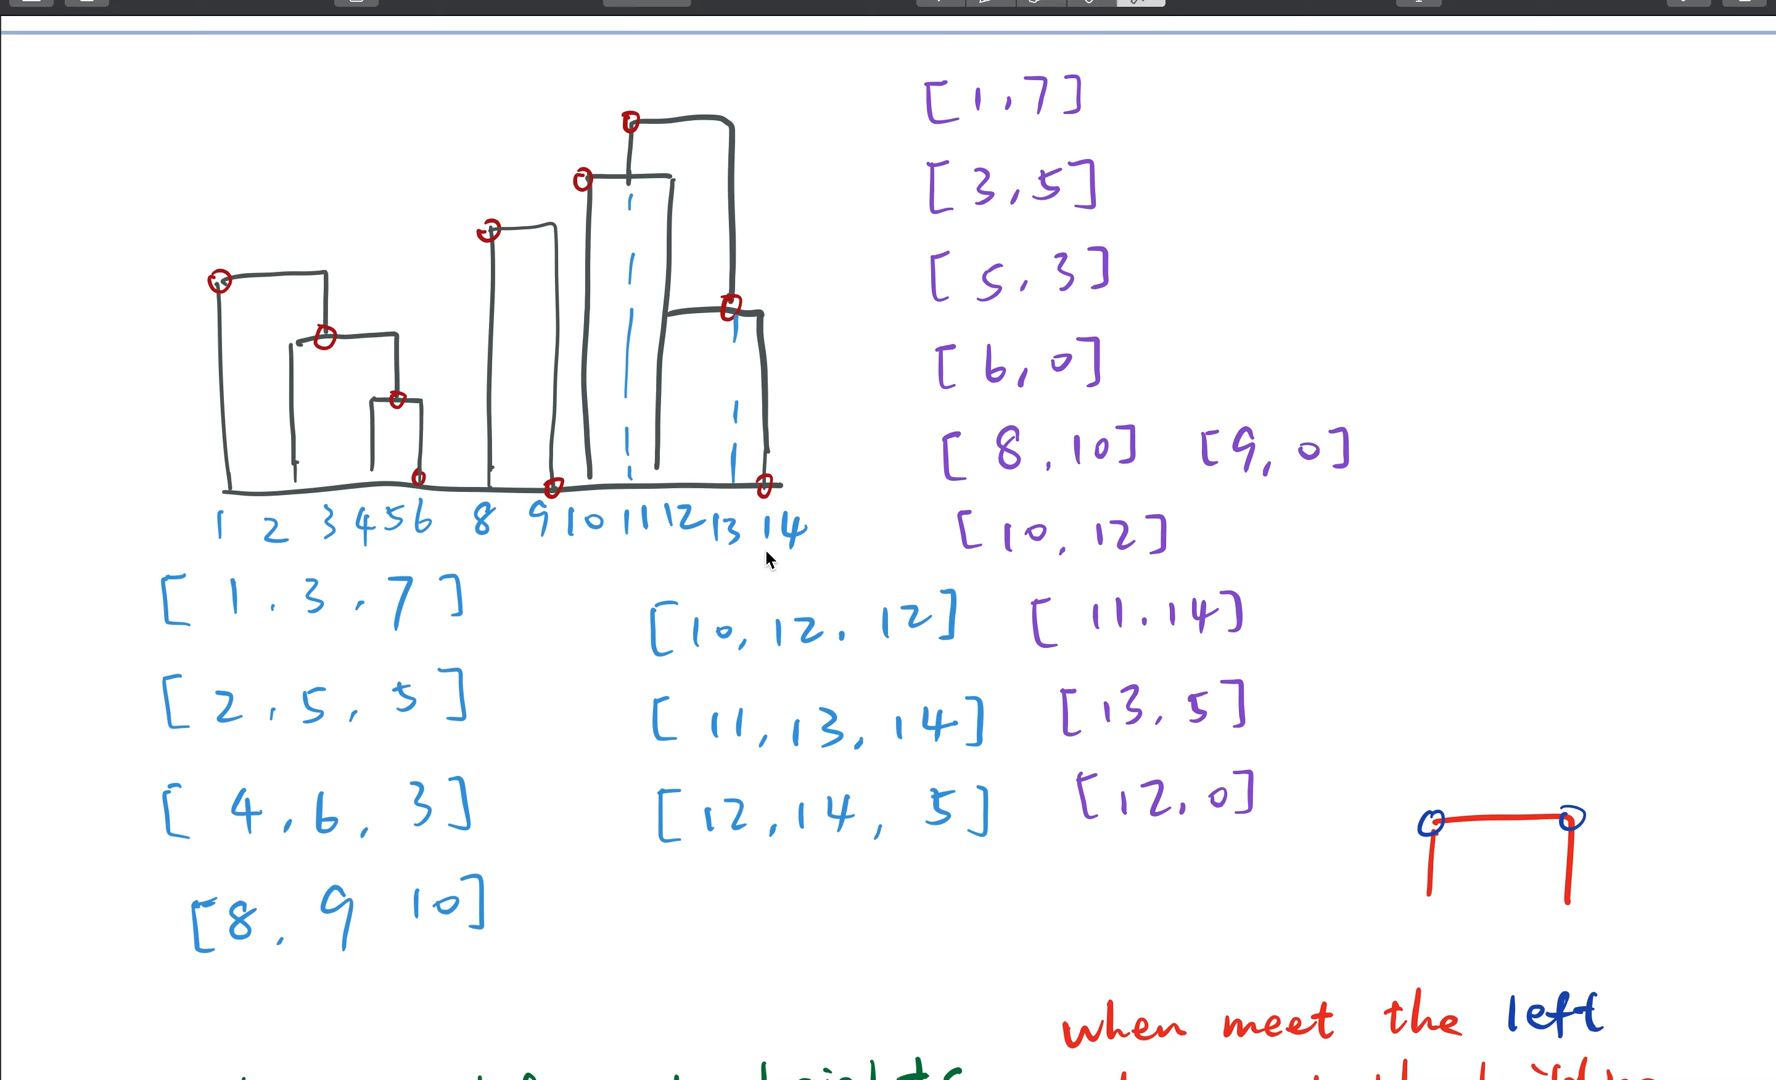 1 2 3 4 5 6 8 9 10 11 12 13 14
[ 1 . 3 . 7 ]
[ 2 , 5 , 5 ]
[ 4 , 6 , 3 ]
[ 8 . 9 10 ]
[ 10 , 12 . 12 ]
[ 11 , 13 , 14 ]
[ 12 , 14 , 5 ]
[ 1 , 7 ]
[ 3 , 5 ]
[ 5 . 3 ]
[ 6 , 0 ]
[ 8 , 10 ] [ 9 , 0 ]
[ 10 , 12 ]
[ 11 . 14 ]
[ 13 , 5 ]
[ 12 , 0 ]
when meet the left